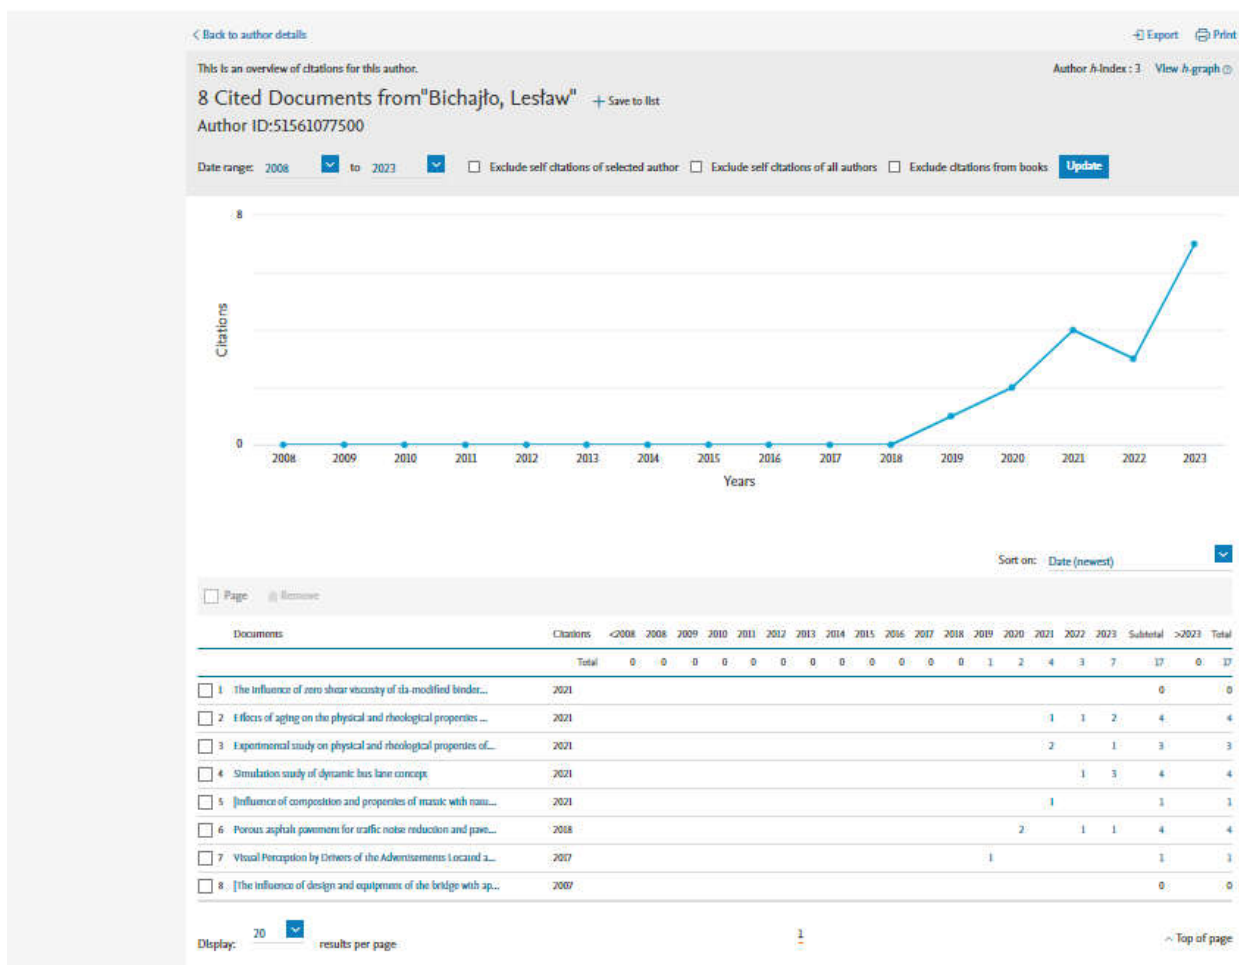 < Back to author details
Export Print
This is an overview of citations for this author.
Author h-index : 3 View h-graph
8 Cited Documents from"Bichajło, Lesław" + Save to list
Author ID:51561077500
Date range: 2008 to 2023 Exclude self citations of selected author Exclude self citations of all authors Exclude citations from books Update
8
Citations
0
2008 2009 2010 2011 2012 2013 2014 2015 2016 2017 2018 2019 2020 2021 2022 2023
Years
Sort on: Date (newest)
Page Remove
Documents Citations <2008 2008 2009 2010 2011 2012 2013 2014 2015 2016 2017 2018 2019 2020 2021 2022 2023 Subtotal >2023 Total
Total 0 0 0 0 0 0 0 0 0 0 0 0 1 2 4 3 7 17 0 17
1 The influence of zero shear viscosity of tla-modified binder... 2021 0 0
2 Effects of aging on the physical and rheological properties ... 2021 1 1 2 4 4
3 Experimental study on physical and rheological properties of... 2021 2 1 3 3
4 Simulation study of dynamic bus lane concept 2021 1 3 4 4
5 [Influence of composition and properties of mastic with natu... 2021 1 1 1
6 Porous asphalt pavement for traffic noise reduction and pave... 2018 2 1 1 4 4
7 Visual Perception by Drivers of the Advertisements Located a... 2017 1 1 1
8 [The influence of design and equipment of the bridge with ap... 2007 0 0
Display: 20 results per page
1
Top of page